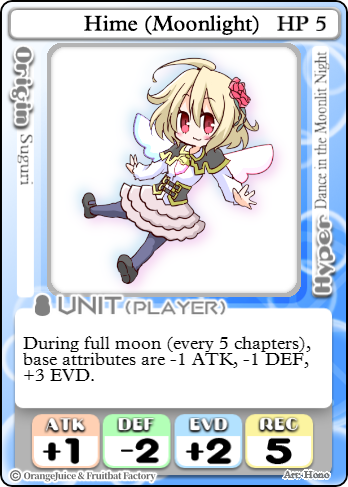 Hime (Moonlight) HP 5
Origin
Suguri
Hyper
Dance in the Moonlit Night
UNIT (PLAYER)
During full moon (every 5 chapters),
base attributes are -1 ATK, -1 DEF,
+3 EVD.
ATK DEF EVD REC
+1 -2 +2 5
© OrangeJuice & Fruitbat Factory Art: Hono